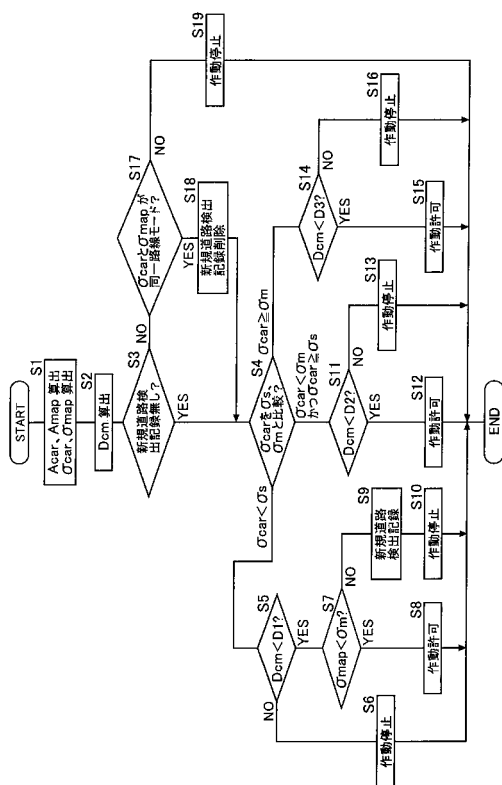 START
S1
Acar、Amap 算出
σcar、σmap 算出
S2
Dcm 算出
S3
新規道路検
出記録無し?
NO
YES
S17
σcarとσmap が
同一路線モード?
NO
YES
S18
新規道路検出
記録削除
S19
作動停止
S4
σcarをσs、
σmと比較?
σcar<σs
σcar≧σm
σcar<σm
かつσcar≧σs
S5
Dcm<D1?
NO
YES
S6
作動停止
S7
σmap<σm?
NO
YES
S8
作動許可
S9
新規道路
検出記録
S10
作動停止
S11
Dcm<D2?
NO
YES
S12
作動許可
S13
作動停止
S14
Dcm<D3?
NO
YES
S15
作動許可
S16
作動停止
END